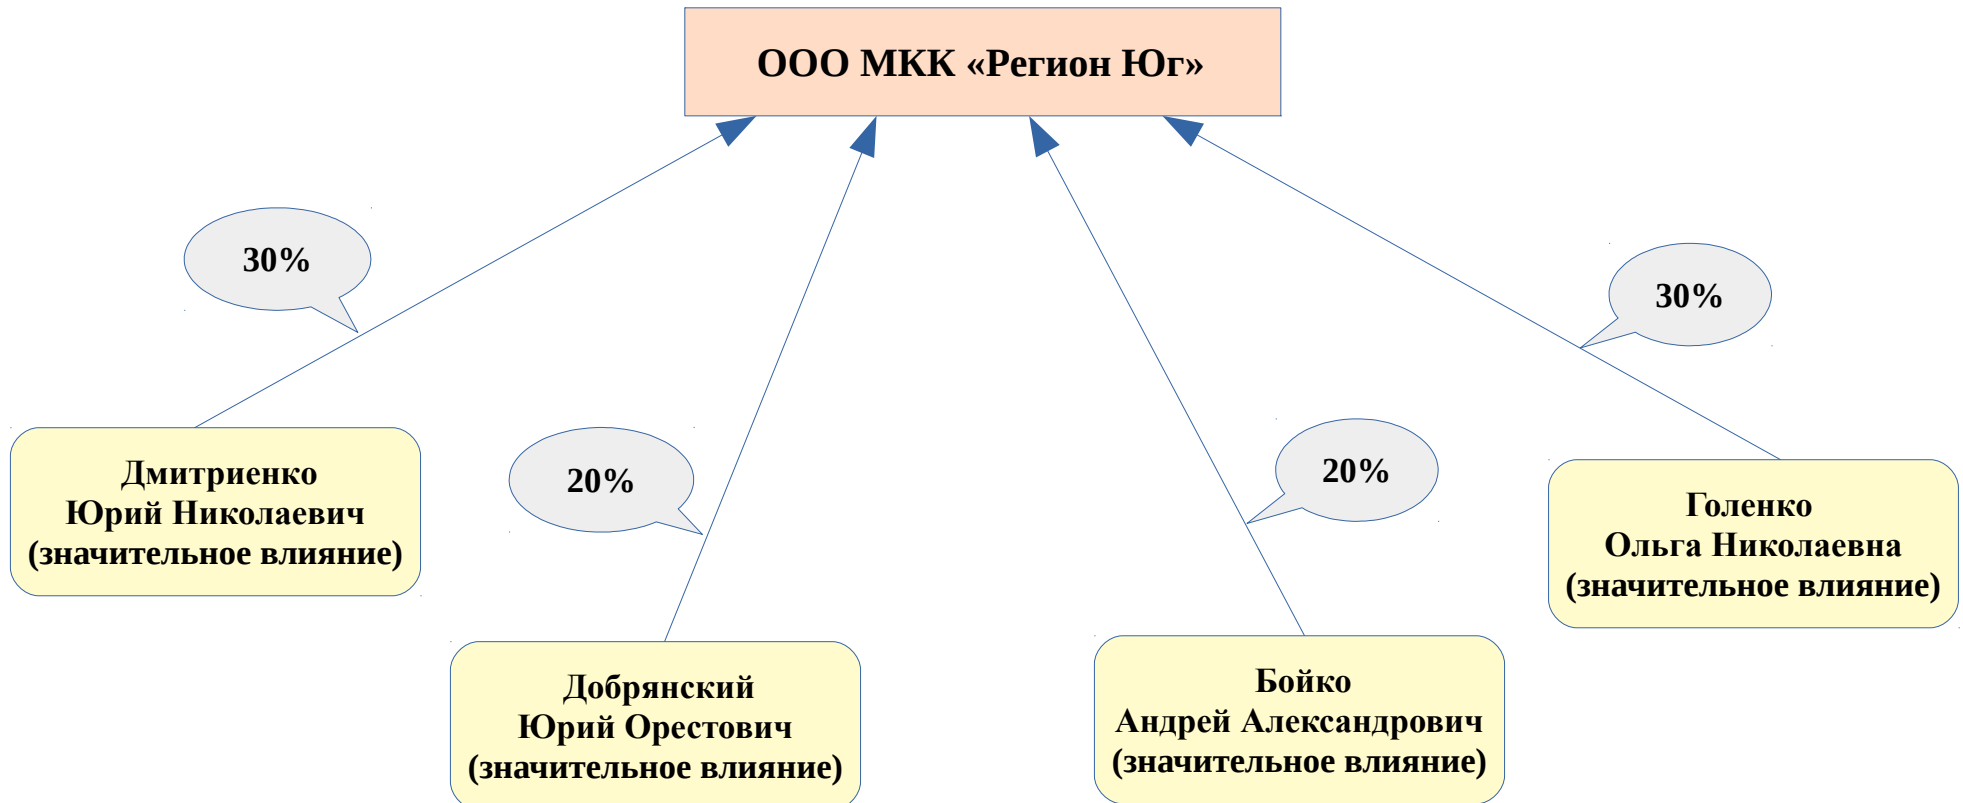 ООО МКК «Регион Юг»
30%
30%
20%
20%
Дмитриенко
Юрий Николаевич
(значительное влияние)
Голенко
Ольга Николаевна
(значительное влияние)
Добрянский
Юрий Орестович
(значительное влияние)
Бойко
Андрей Александрович
(значительное влияние)